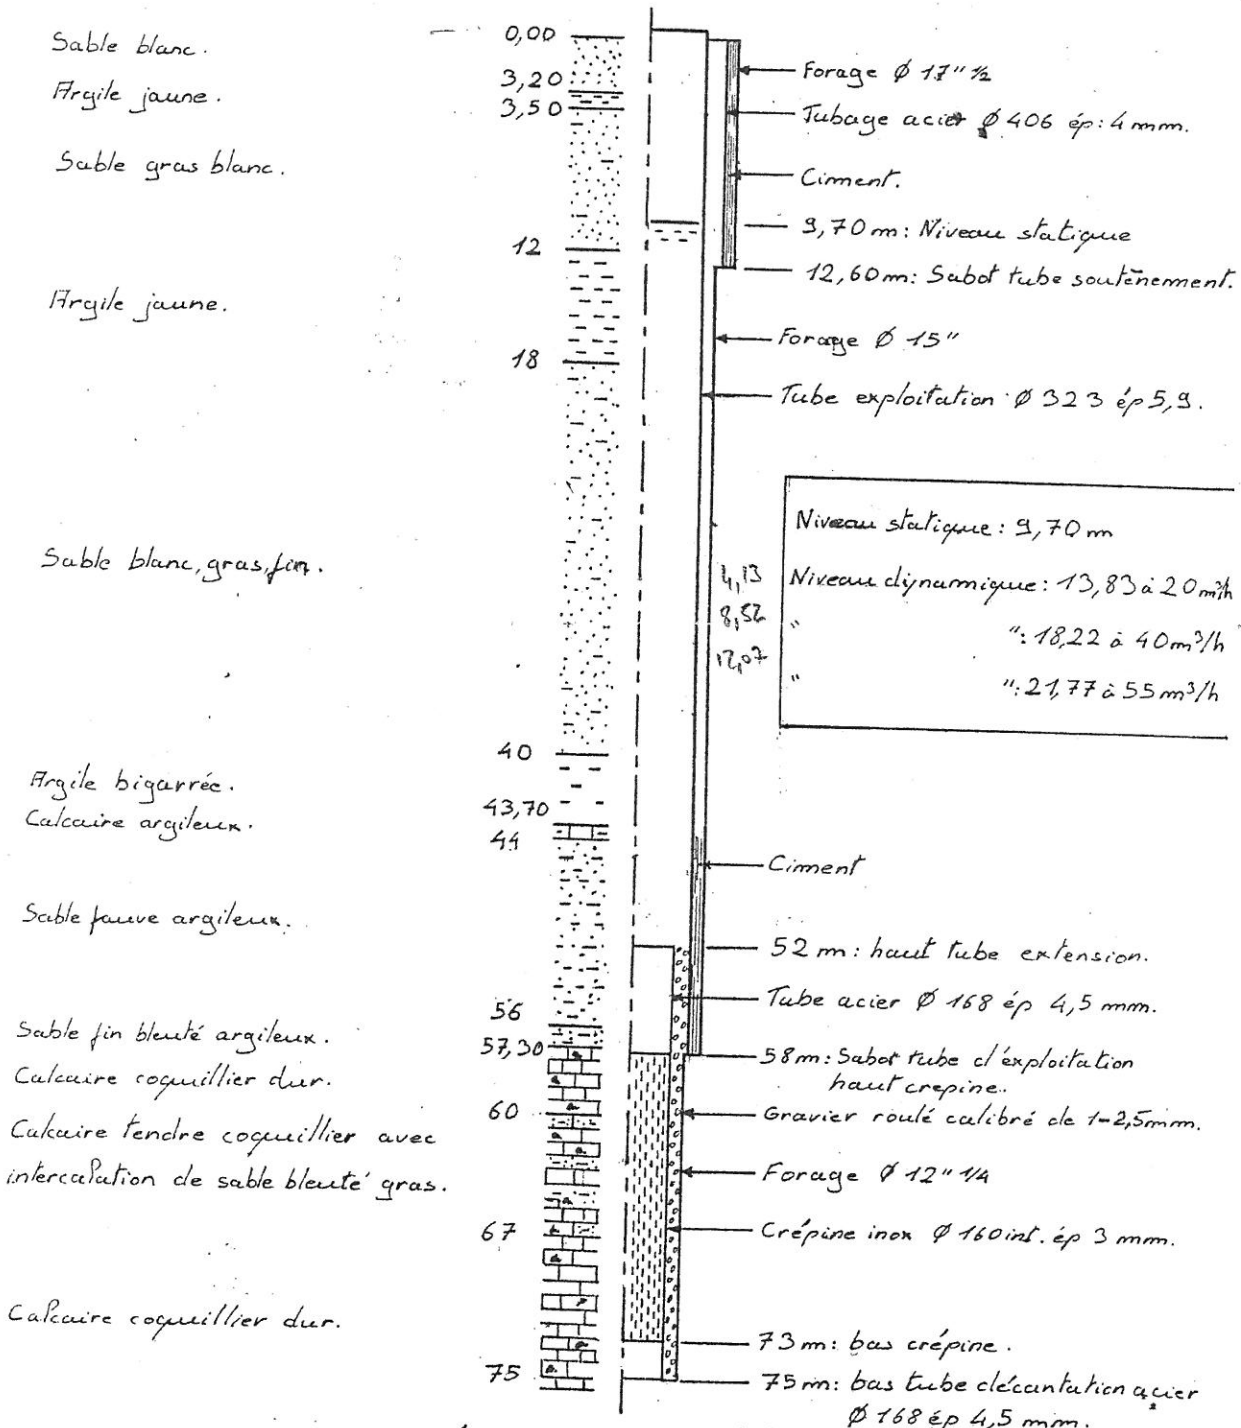 Sable blanc.
Argile jaune.
Sable gras blanc.
Argile jaune.
Sable blanc, gras, fin.
Argile bigarrée.
Calcaire argileux.
Sable fauve argileux.
Sable fin bleuté argileux.
Calcaire coquillier dur.
Calcaire tendre coquillier avec
intercalation de sable bleuté gras.
Calcaire coquillier dur.
0,00
3,20
3,50
12
18
40
43,70
44
56
57,30
60
67
75
Forage Ø 17" ½
Tubage acier Ø 406 ép: 4 mm.
Ciment.
9,70 m: Niveau statique
12,60 m: Sabot tube soutènement.
Forage Ø 15"
Tube exploitation Ø 323 ép 5,9.
Niveau statique: 9,70 m
4,13
Niveau dynamique: 13,83 à 20 m³/h
8,52
" ": 18,22 à 40 m³/h
12,07
" ": 21,77 à 55 m³/h
Ciment
52 m: haut tube extension.
Tube acier Ø 168 ép 4,5 mm.
58 m: Sabot tube d'exploitation
haut crepine.
Gravier roulé calibré de 1-2,5 mm.
Forage Ø 12" 1/4
Crépine inox Ø 160 int. ép 3 mm.
73 m: bas crépine.
75 m: bas tube décantation acier
Ø 168 ép 4,5 mm.